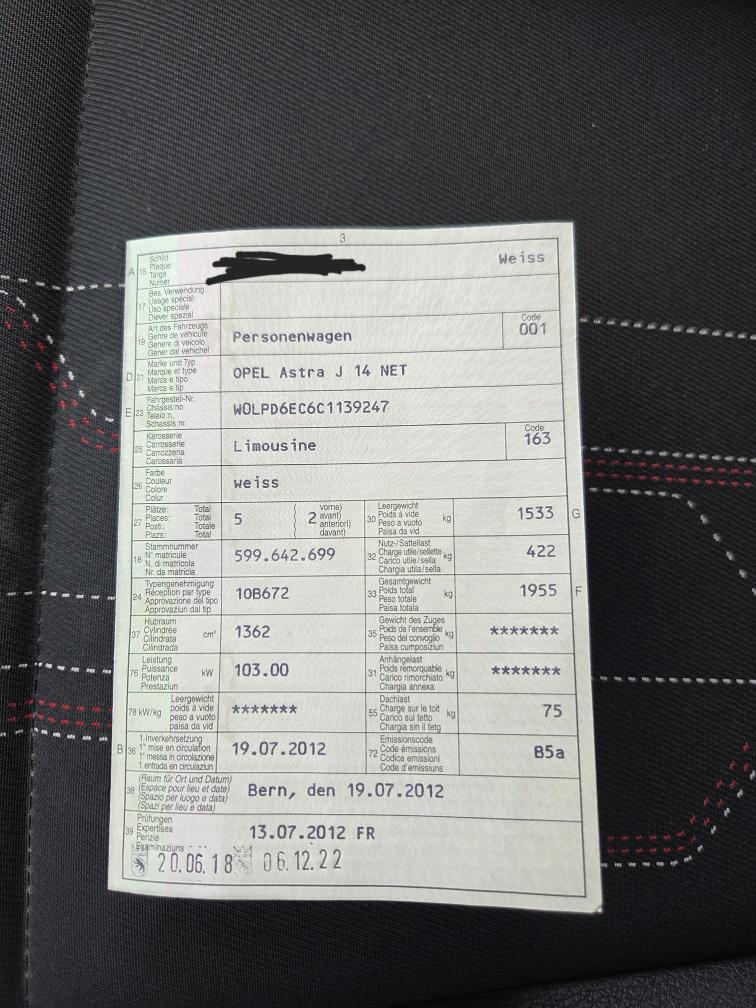 3
A 15 Schild
Plaque
Targa
Numer
Weiss
17 Bes. Verwendung
Usage spécial
Uso speciale
Diever spezial
19 Art des Fahrzeugs
Genre de véhicule
Genere di veicolo
Gener dal vehichel
Personenwagen
Code
001
D 21 Marke und Typ
Marque et type
Marca e tipo
Marca e tip
OPEL Astra J 14 NET
E 23 Fahrgestell-Nr.
Châssis no
Telaio n.
Schassis nr.
WOLPD6EC6C1139247
25 Karosserie
Carrosserie
Carrozzeria
Carossaria
Limousine
Code
163
26 Farbe
Couleur
Colore
Colur
weiss
27 Plätze: Total
Places: Total
Posti: Totale
Plazs: Total
5
2 vorne)
avant)
anteriori)
davant)
30 Leergewicht
Poids à vide
Peso a vuoto
Paisa da vid
kg
1533 G
18 Stammnummer
N° matricule
N. di matricola
Nr. da matricla
599.642.699
32 Nutz-/Sattellast
Charge utile/sellette
Carico utile/sella
Chargia utila/sella
kg
422
24 Typengenehmigung
Réception par type
Approvazione del tipo
Approvaziun dal tip
10B672
33 Gesamtgewicht
Poids total
Peso totale
Paisa totala
kg
1955 F
37 Hubraum
Cylindrée
Cilindrata
Cilindrada
cm³
1362
35 Gewicht des Zuges
Poids de l'ensemble
Peso del convoglio
Paisa cumposiziun
kg
*******
76 Leistung
Puissance
Potenza
Prestaziun
kW
103.00
31 Anhängelast
Poids remorquable
Carico rimorchiato
Chargia annexa
kg
*******
78 kW/kg Leergewicht
poids à vide
peso a vuoto
paisa da vid
*******
55 Dachlast
Charge sur le toit
Carico sul tetto
Chargia sin il tetg
kg
75
B 36 1. Inverkehrsetzung
1re mise en circulation
1a messa in circolazione
1. entrada en circulaziun
19.07.2012
72 Emissionscode
Code émissions
Codice emissioni
Code d'emissiuns
B5a
38 (Raum für Ort und Datum)
(Espace pour lieu et date)
(Spazio per luogo e data)
(Spazi per lieu e data)
Bern, den 19.07.2012
39 Prüfungen
Expertises
Perizie
Examinaziuns
13.07.2012 FR
20.06.18 06.12.22